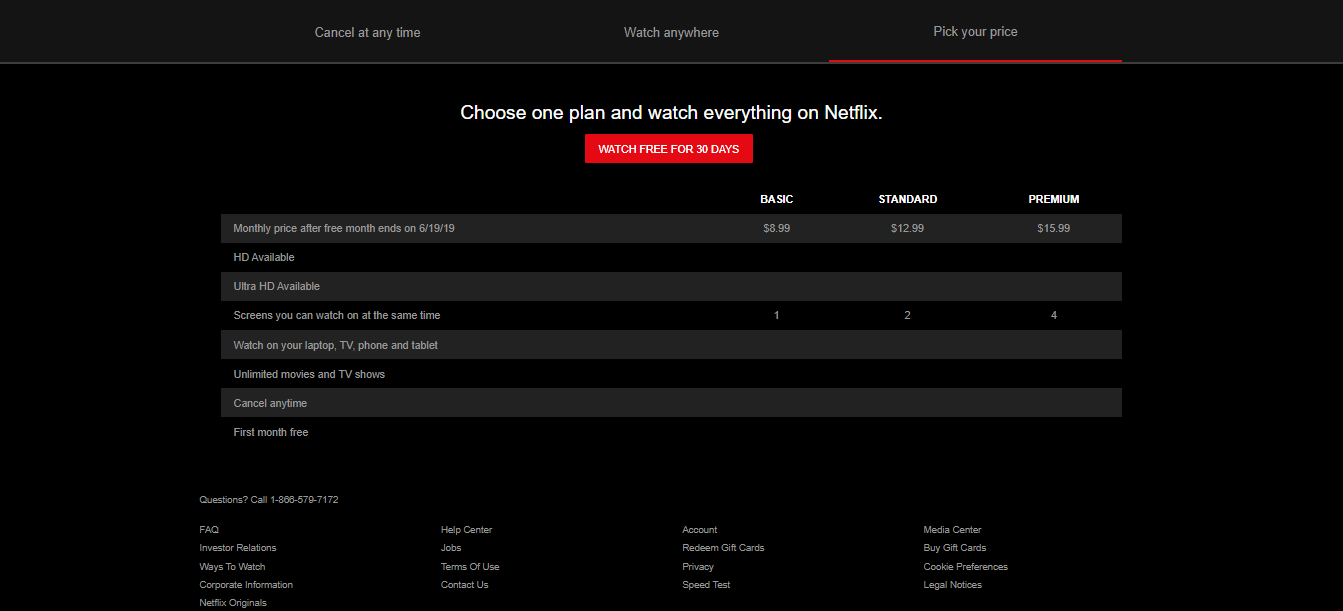 Cancel at any time Watch anywhere Pick your price
Choose one plan and watch everything on Netflix.
WATCH FREE FOR 30 DAYS
BASIC STANDARD PREMIUM
Monthly price after free month ends on 6/19/19 $8.99 $12.99 $15.99
HD Available
Ultra HD Available
Screens you can watch on at the same time 1 2 4
Watch on your laptop, TV, phone and tablet
Unlimited movies and TV shows
Cancel anytime
First month free
Questions? Call 1-866-579-7172
FAQ Help Center Account Media Center
Investor Relations Jobs Redeem Gift Cards Buy Gift Cards
Ways To Watch Terms Of Use Privacy Cookie Preferences
Corporate Information Contact Us Speed Test Legal Notices
Netflix Originals